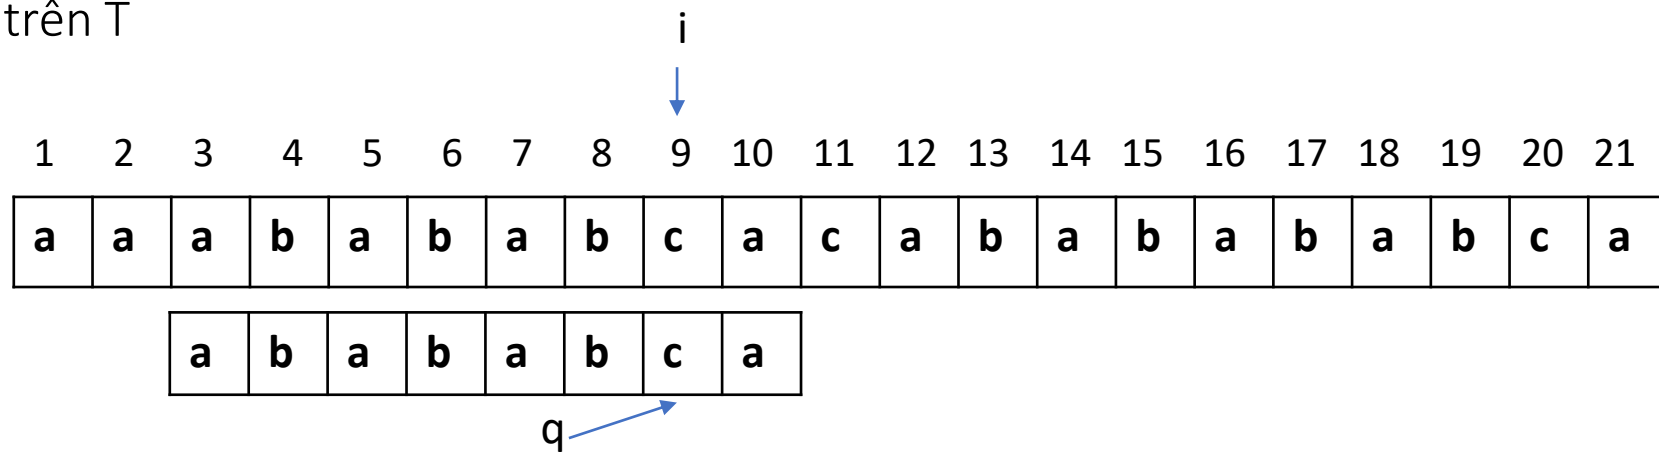 trên T
i
1 2 3 4 5 6 7 8 9 10 11 12 13 14 15 16 17 18 19 20 21
a a a b a b a b c a c a b a b a b a b c a
a b a b a b c a
q